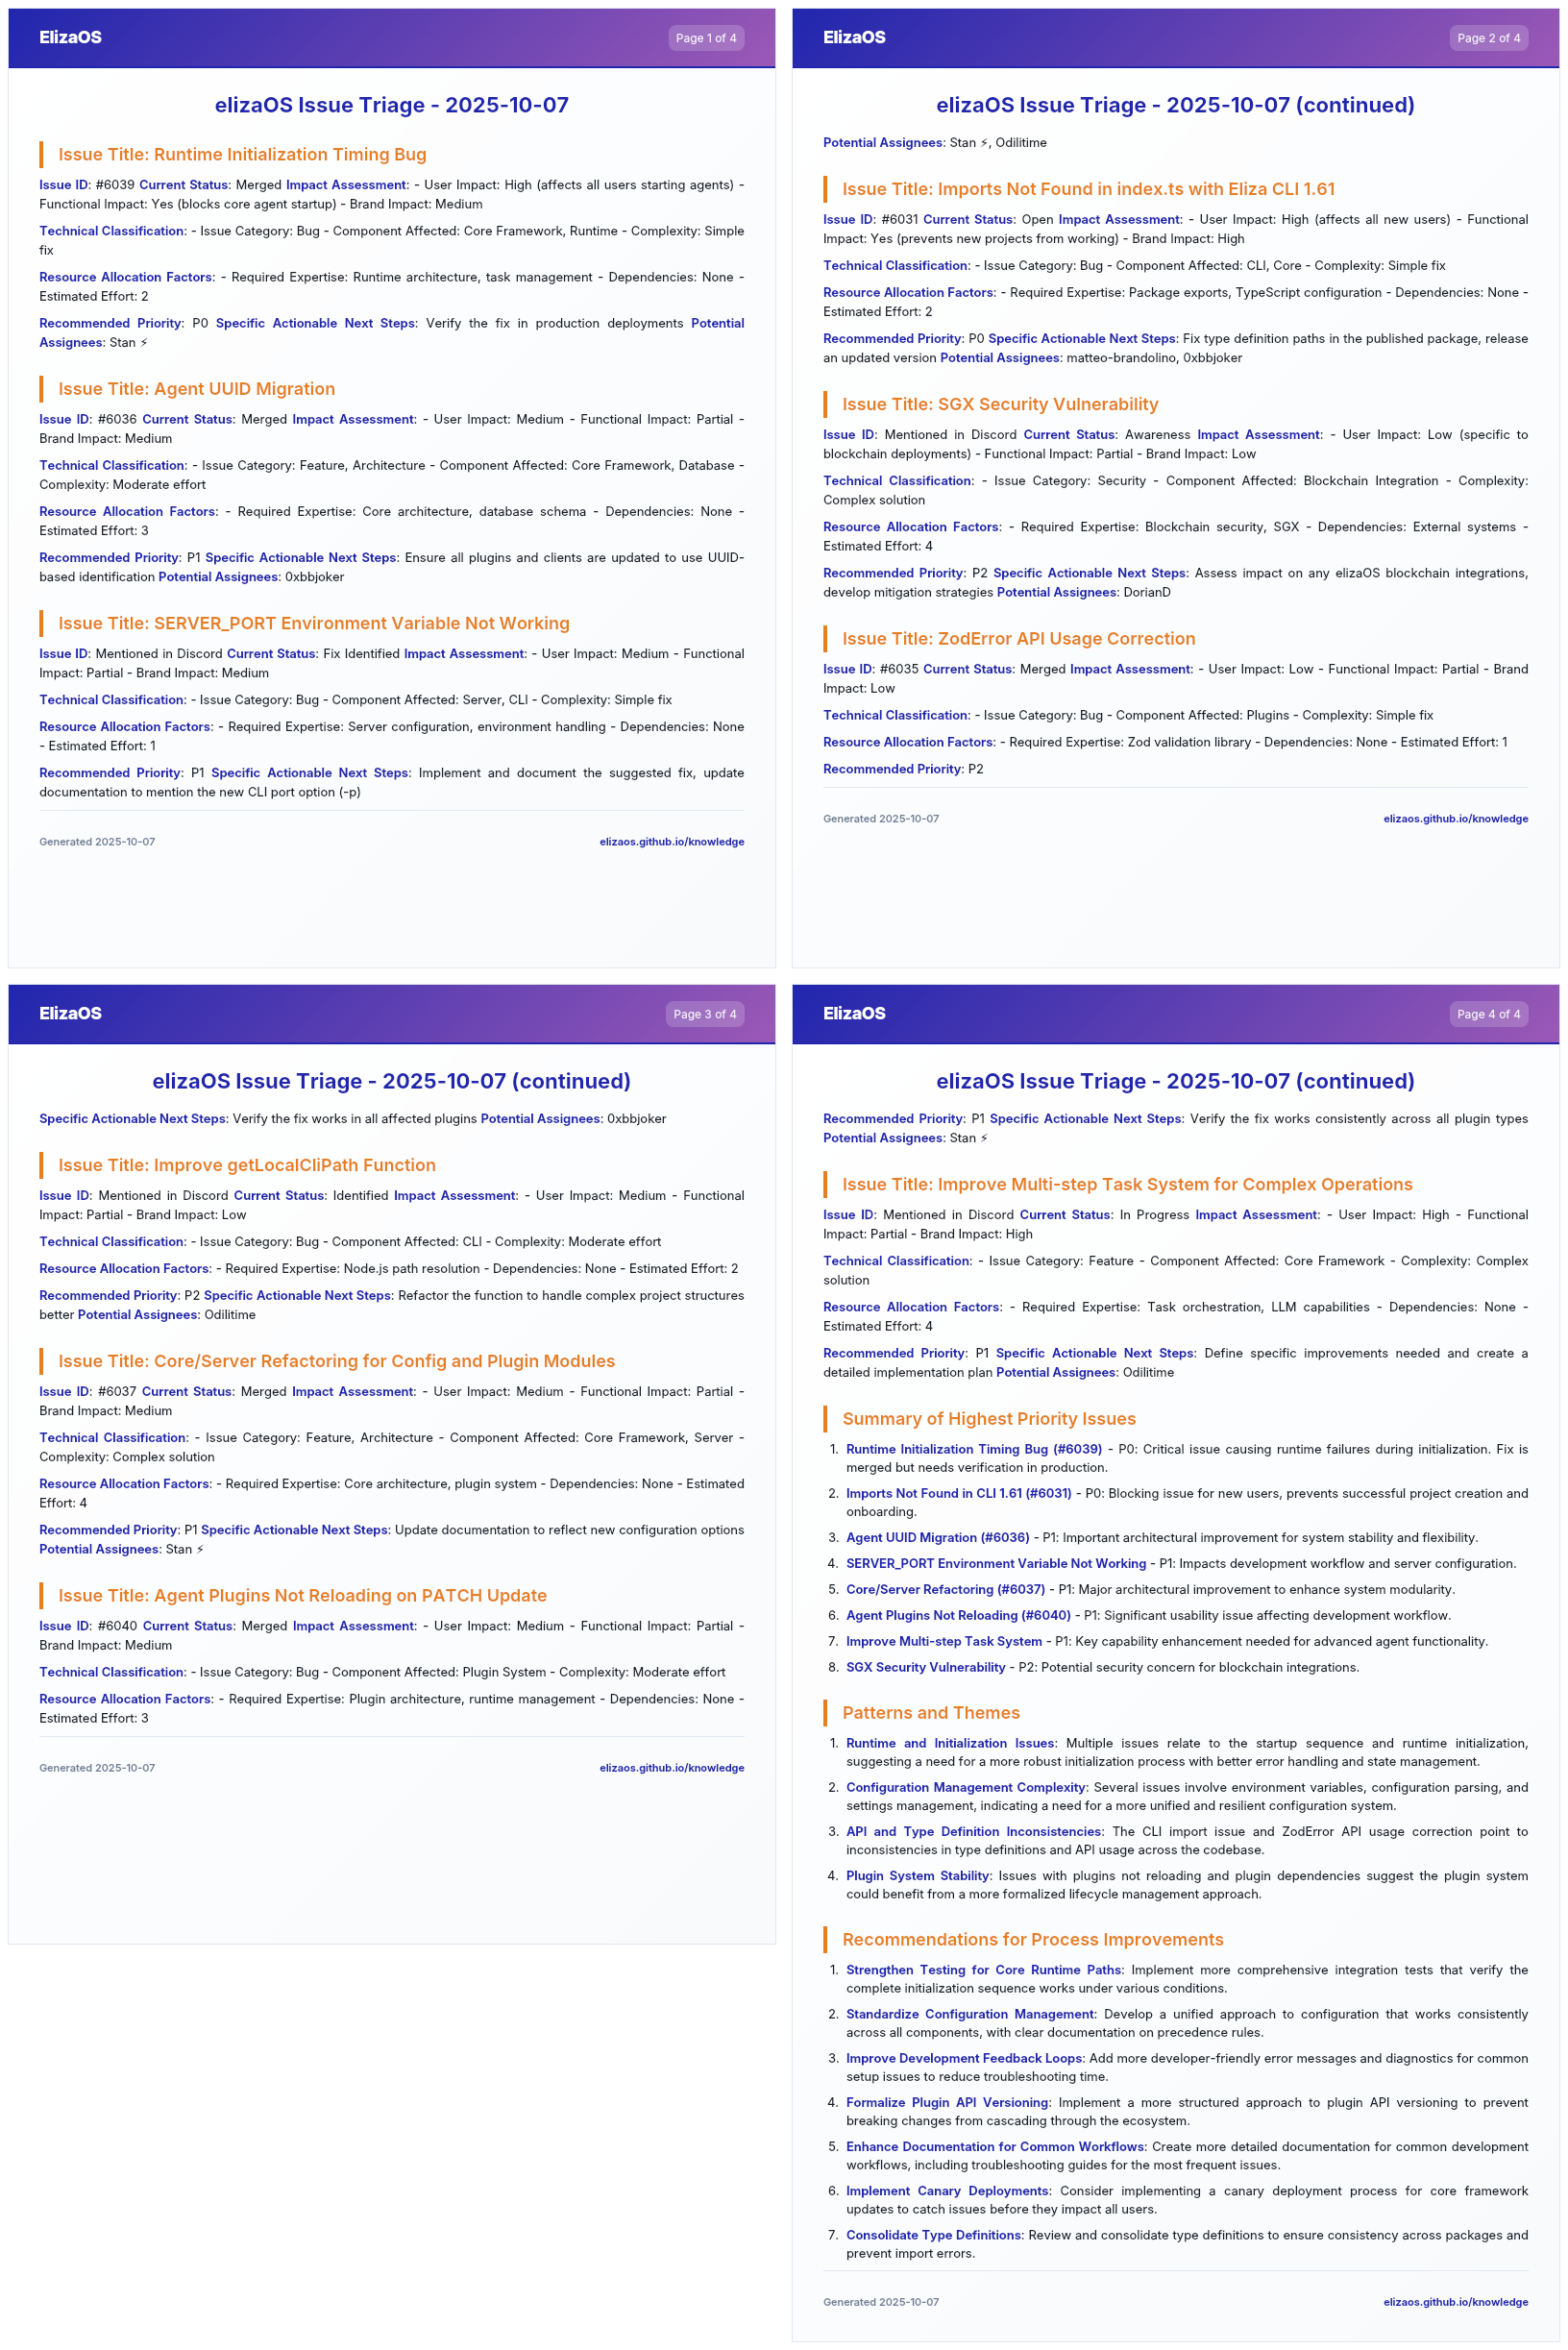 ElizaOS
Page 1 of 4
elizaOS Issue Triage - 2025-10-07
Issue Title: Runtime Initialization Timing Bug
Issue ID: #6039 Current Status: Merged Impact Assessment: - User Impact: High (affects all users starting agents) -
Functional Impact: Yes (blocks core agent startup) - Brand Impact: Medium
Technical Classification: - Issue Category: Bug - Component Affected: Core Framework, Runtime - Complexity: Simple
fix
Resource Allocation Factors: - Required Expertise: Runtime architecture, task management - Dependencies: None -
Estimated Effort: 2
Recommended Priority: P0 Specific Actionable Next Steps: Verify the fix in production deployments Potential
Assignees: Stan ⚡
Issue Title: Agent UUID Migration
Issue ID: #6036 Current Status: Merged Impact Assessment: - User Impact: Medium - Functional Impact: Partial -
Brand Impact: Medium
Technical Classification: - Issue Category: Feature, Architecture - Component Affected: Core Framework, Database -
Complexity: Moderate effort
Resource Allocation Factors: - Required Expertise: Core architecture, database schema - Dependencies: None -
Estimated Effort: 3
Recommended Priority: P1 Specific Actionable Next Steps: Ensure all plugins and clients are updated to use UUID-
based identification Potential Assignees: 0xbbjoker
Issue Title: SERVER_PORT Environment Variable Not Working
Issue ID: Mentioned in Discord Current Status: Fix Identified Impact Assessment: - User Impact: Medium - Functional
Impact: Partial - Brand Impact: Medium
Technical Classification: - Issue Category: Bug - Component Affected: Server, CLI - Complexity: Simple fix
Resource Allocation Factors: - Required Expertise: Server configuration, environment handling - Dependencies: None
- Estimated Effort: 1
Recommended Priority: P1 Specific Actionable Next Steps: Implement and document the suggested fix, update
documentation to mention the new CLI port option (-p)
Generated 2025-10-07
elizaos.github.io/knowledge
ElizaOS
Page 2 of 4
elizaOS Issue Triage - 2025-10-07 (continued)
Potential Assignees: Stan ⚡, Odilitime
Issue Title: Imports Not Found in index.ts with Eliza CLI 1.61
Issue ID: #6031 Current Status: Open Impact Assessment: - User Impact: High (affects all new users) - Functional
Impact: Yes (prevents new projects from working) - Brand Impact: High
Technical Classification: - Issue Category: Bug - Component Affected: CLI, Core - Complexity: Simple fix
Resource Allocation Factors: - Required Expertise: Package exports, TypeScript configuration - Dependencies: None -
Estimated Effort: 2
Recommended Priority: P0 Specific Actionable Next Steps: Fix type definition paths in the published package, release
an updated version Potential Assignees: matteo-brandolino, 0xbbjoker
Issue Title: SGX Security Vulnerability
Issue ID: Mentioned in Discord Current Status: Awareness Impact Assessment: - User Impact: Low (specific to
blockchain deployments) - Functional Impact: Partial - Brand Impact: Low
Technical Classification: - Issue Category: Security - Component Affected: Blockchain Integration - Complexity:
Complex solution
Resource Allocation Factors: - Required Expertise: Blockchain security, SGX - Dependencies: External systems -
Estimated Effort: 4
Recommended Priority: P2 Specific Actionable Next Steps: Assess impact on any elizaOS blockchain integrations,
develop mitigation strategies Potential Assignees: DorianD
Issue Title: ZodError API Usage Correction
Issue ID: #6035 Current Status: Merged Impact Assessment: - User Impact: Low - Functional Impact: Partial - Brand
Impact: Low
Technical Classification: - Issue Category: Bug - Component Affected: Plugins - Complexity: Simple fix
Resource Allocation Factors: - Required Expertise: Zod validation library - Dependencies: None - Estimated Effort: 1
Recommended Priority: P2
Generated 2025-10-07
elizaos.github.io/knowledge
ElizaOS
Page 3 of 4
elizaOS Issue Triage - 2025-10-07 (continued)
Specific Actionable Next Steps: Verify the fix works in all affected plugins Potential Assignees: 0xbbjoker
Issue Title: Improve getLocalCliPath Function
Issue ID: Mentioned in Discord Current Status: Identified Impact Assessment: - User Impact: Medium - Functional
Impact: Partial - Brand Impact: Low
Technical Classification: - Issue Category: Bug - Component Affected: CLI - Complexity: Moderate effort
Resource Allocation Factors: - Required Expertise: Node.js path resolution - Dependencies: None - Estimated Effort: 2
Recommended Priority: P2 Specific Actionable Next Steps: Refactor the function to handle complex project structures
better Potential Assignees: Odilitime
Issue Title: Core/Server Refactoring for Config and Plugin Modules
Issue ID: #6037 Current Status: Merged Impact Assessment: - User Impact: Medium - Functional Impact: Partial -
Brand Impact: Medium
Technical Classification: - Issue Category: Feature, Architecture - Component Affected: Core Framework, Server -
Complexity: Complex solution
Resource Allocation Factors: - Required Expertise: Core architecture, plugin system - Dependencies: None - Estimated
Effort: 4
Recommended Priority: P1 Specific Actionable Next Steps: Update documentation to reflect new configuration options
Potential Assignees: Stan ⚡
Issue Title: Agent Plugins Not Reloading on PATCH Update
Issue ID: #6040 Current Status: Merged Impact Assessment: - User Impact: Medium - Functional Impact: Partial -
Brand Impact: Medium
Technical Classification: - Issue Category: Bug - Component Affected: Plugin System - Complexity: Moderate effort
Resource Allocation Factors: - Required Expertise: Plugin architecture, runtime management - Dependencies: None -
Estimated Effort: 3
Generated 2025-10-07
elizaos.github.io/knowledge
ElizaOS
Page 4 of 4
elizaOS Issue Triage - 2025-10-07 (continued)
Recommended Priority: P1 Specific Actionable Next Steps: Verify the fix works consistently across all plugin types
Potential Assignees: Stan ⚡
Issue Title: Improve Multi-step Task System for Complex Operations
Issue ID: Mentioned in Discord Current Status: In Progress Impact Assessment: - User Impact: High - Functional
Impact: Partial - Brand Impact: High
Technical Classification: - Issue Category: Feature - Component Affected: Core Framework - Complexity: Complex
solution
Resource Allocation Factors: - Required Expertise: Task orchestration, LLM capabilities - Dependencies: None -
Estimated Effort: 4
Recommended Priority: P1 Specific Actionable Next Steps: Define specific improvements needed and create a
detailed implementation plan Potential Assignees: Odilitime
Summary of Highest Priority Issues
1. Runtime Initialization Timing Bug (#6039) - P0: Critical issue causing runtime failures during initialization. Fix is
merged but needs verification in production.
2. Imports Not Found in CLI 1.61 (#6031) - P0: Blocking issue for new users, prevents successful project creation and
onboarding.
3. Agent UUID Migration (#6036) - P1: Important architectural improvement for system stability and flexibility.
4. SERVER_PORT Environment Variable Not Working - P1: Impacts development workflow and server configuration.
5. Core/Server Refactoring (#6037) - P1: Major architectural improvement to enhance system modularity.
6. Agent Plugins Not Reloading (#6040) - P1: Significant usability issue affecting development workflow.
7. Improve Multi-step Task System - P1: Key capability enhancement needed for advanced agent functionality.
8. SGX Security Vulnerability - P2: Potential security concern for blockchain integrations.
Patterns and Themes
1. Runtime and Initialization Issues: Multiple issues relate to the startup sequence and runtime initialization,
suggesting a need for a more robust initialization process with better error handling and state management.
2. Configuration Management Complexity: Several issues involve environment variables, configuration parsing, and
settings management, indicating a need for a more unified and resilient configuration system.
3. API and Type Definition Inconsistencies: The CLI import issue and ZodError API usage correction point to
inconsistencies in type definitions and API usage across the codebase.
4. Plugin System Stability: Issues with plugins not reloading and plugin dependencies suggest the plugin system
could benefit from a more formalized lifecycle management approach.
Recommendations for Process Improvements
1. Strengthen Testing for Core Runtime Paths: Implement more comprehensive integration tests that verify the
complete initialization sequence works under various conditions.
2. Standardize Configuration Management: Develop a unified approach to configuration that works consistently
across all components, with clear documentation on precedence rules.
3. Improve Development Feedback Loops: Add more developer-friendly error messages and diagnostics for common
setup issues to reduce troubleshooting time.
4. Formalize Plugin API Versioning: Implement a more structured approach to plugin API versioning to prevent
breaking changes from cascading through the ecosystem.
5. Enhance Documentation for Common Workflows: Create more detailed documentation for common development
workflows, including troubleshooting guides for the most frequent issues.
6. Implement Canary Deployments: Consider implementing a canary deployment process for core framework
updates to catch issues before they impact all users.
7. Consolidate Type Definitions: Review and consolidate type definitions to ensure consistency across packages and
prevent import errors.
Generated 2025-10-07
elizaos.github.io/knowledge